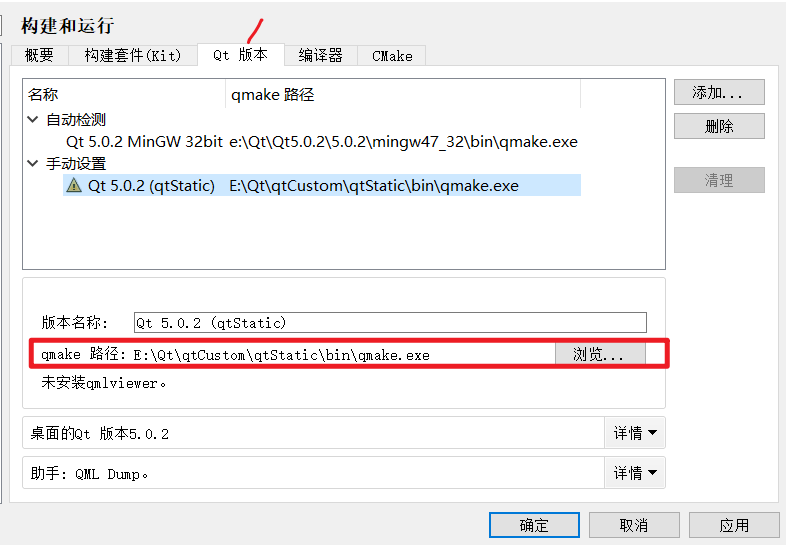 构建和运行
概要 构建套件(Kit) Qt 版本 编译器 CMake
名称 qmake 路径
添加...
自动检测
删除
Qt 5.0.2 MinGW 32bit e:\Qt\Qt5.0.2\5.0.2\mingw47_32\bin\qmake.exe
手动设置
Qt 5.0.2 (qtStatic) E:\Qt\qtCustom\qtStatic\bin\qmake.exe
清理
版本名称: Qt 5.0.2 (qtStatic)
qmake 路径: E:\Qt\qtCustom\qtStatic\bin\qmake.exe 浏览...
未安装qmlviewer。
桌面的Qt 版本5.0.2 详情
助手: QML Dump。 详情
确定 取消 应用